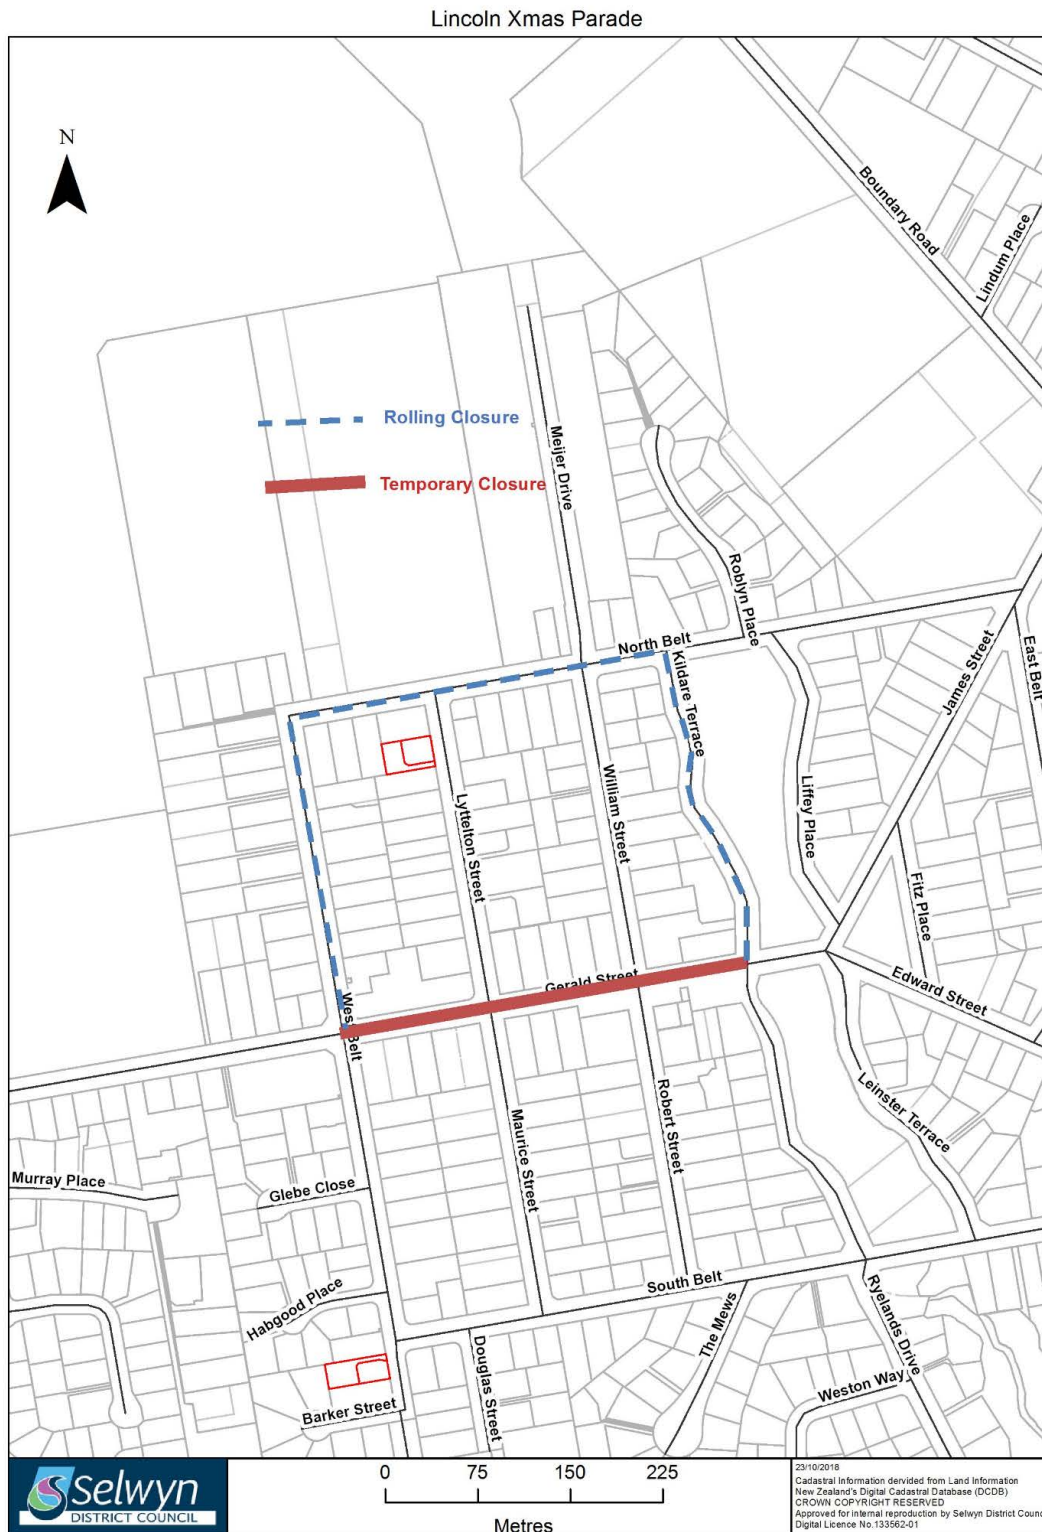 Lincoln Xmas Parade
N
Boundary Road
Lindum Place
Rolling Closure
Meijer Drive
Temporary Closure
Roblyn Place
North Belt
Kildare Terrace
James Street
East Belt
William Street
Lyttelton Street
Liffey Place
Fitz Place
Gerald Street
Edward Street
West Belt
Leinster Terrace
Robert Street
Maurice Street
Murray Place
Glebe Close
South Belt
Habgood Place
Ryelands Drive
The Mews
Douglas Street
Weston Way
Barker Street
Selwyn
DISTRICT COUNCIL
0 75 150 225
Metres
23/10/2018
Cadastral Information dervided from Land Information
New Zealand's Digital Cadastral Database (DCDB)
CROWN COPYRIGHT RESERVED
Approved for internal reproduction by Selwyn District Counc
Digital Licence No.133562-01